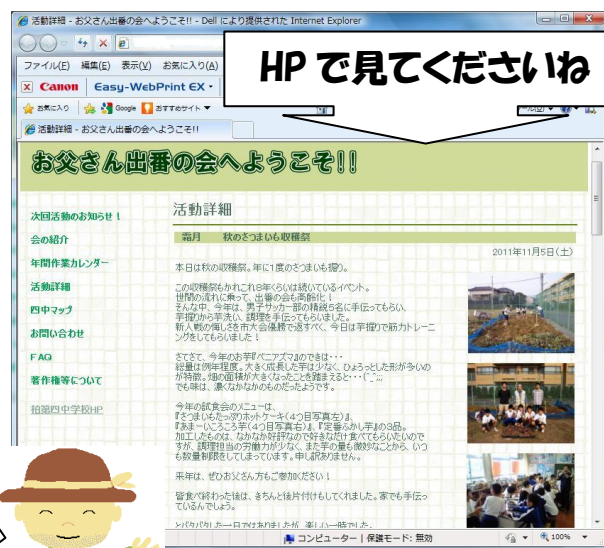 活動詳細 - お父さん出番の会へようこそ!! - Dell により提供された Internet Explorer
HPで見てくださいね
ファイル(F) 編集(E) 表示(V) お気に入り(A)
Canon Easy-WebPrint EX
お気に入り Google おすすめサイト
活動詳細 - お父さん出番の会へようこそ!!
お父さん出番の会へようこそ!!
次回活動のお知らせ！
会の紹介
年間作業カレンダー
活動詳細
四中マップ
お問い合わせ
FAQ
著作権等について
柏第四中学校HP
活動詳細
霜月 秋のさつまいも収穫祭
2011年11月5日(土)
本日は秋の収穫祭。年に1度のさつまいも掘り。
この収穫祭もかれこれ8年くらいは続いているイベント。
世間の流れに乗って、出番の会も高齢化！
そんな中、今年は、男子サッカー部の精鋭5名に手伝ってもらい、
芋掘りから芋洗い、調理を手伝ってもらいました。
新人戦の悔しさを市大会優勝で返すべく、今日は芋掘りで筋力トレーニ
ングをしてもらいました！
さてさて、今年のお芋『ベニアズマ』のできは・・・
総量は例年程度。大きく成長した芋は少なく、ひょろっとした形が多いの
が特徴。畑の面積が大きくなったことを踏まえると・・・(^_^;;;
でも味は、濃くなかなかのものだったようです。
今年の試食会のメニューは、
『さつまいもたっぷりホットケーキ(4つ目写真左)』、
『あまーいころころ芋(4つ目写真右)』、『定番ふかし芋』の3品。
加工したものは、なかなか好評なので好きなだけ食べてもらいたいので
すが、調理担当の労働力が少なく、また芋の量も微妙なことから、いつ
も数量制限をしてしまっています。申し訳ありません。
来年は、ぜひお父さん方もご参加ください！
皆食べ終わった後は、きちんと後片付けもしてくれました。家でも手伝っ
ているんでしょう。
とバタバタした一日ではありましたが、楽しい一時でした。
コンピューター | 保護モード: 無効
100%